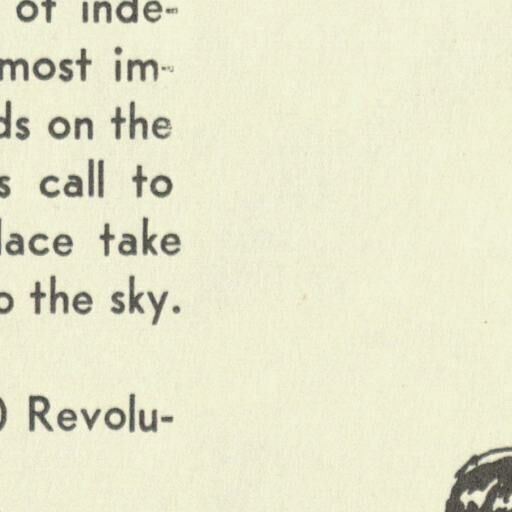 of inde-
most im-
ds on the
s call to
lace take
o the sky.
) Revolu-